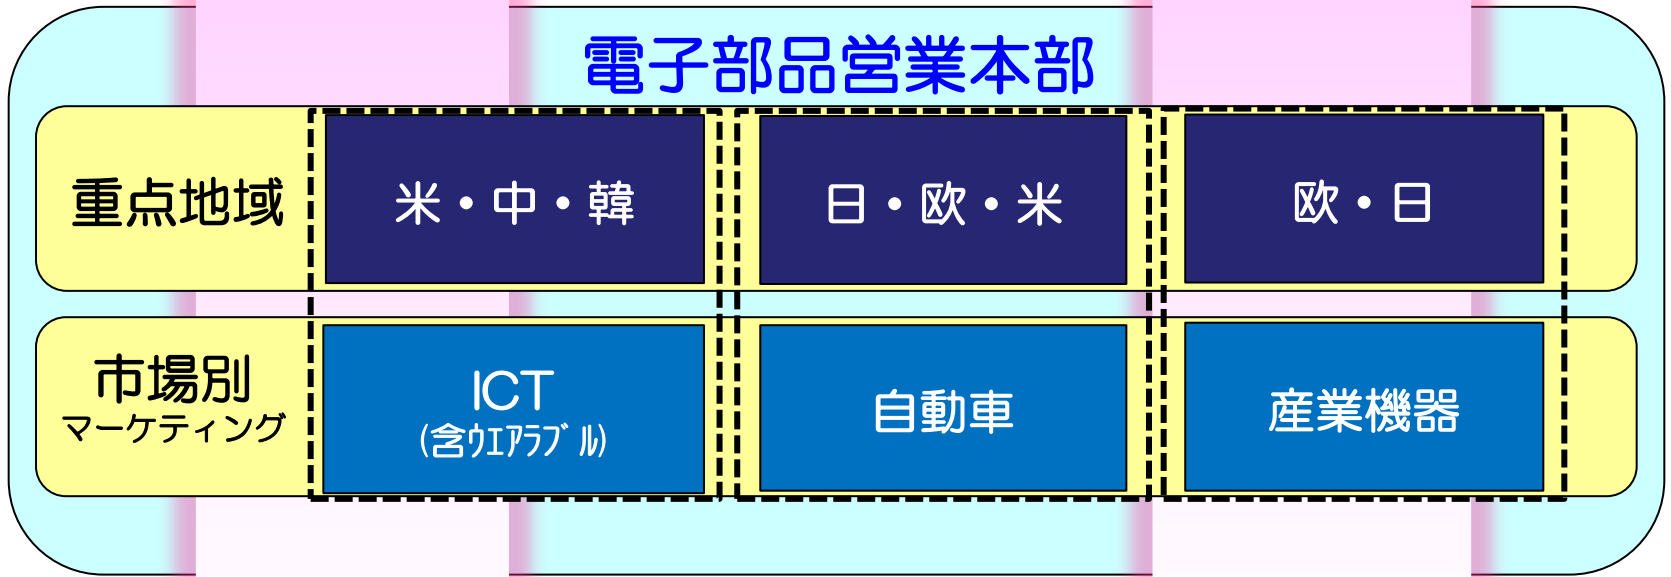 電子部品営業本部
重点地域
米・中・韓
日・欧・米
欧・日
市場別
マーケティング
ICT
(含ｳｴｱﾗﾌﾞﾙ)
自動車
産業機器